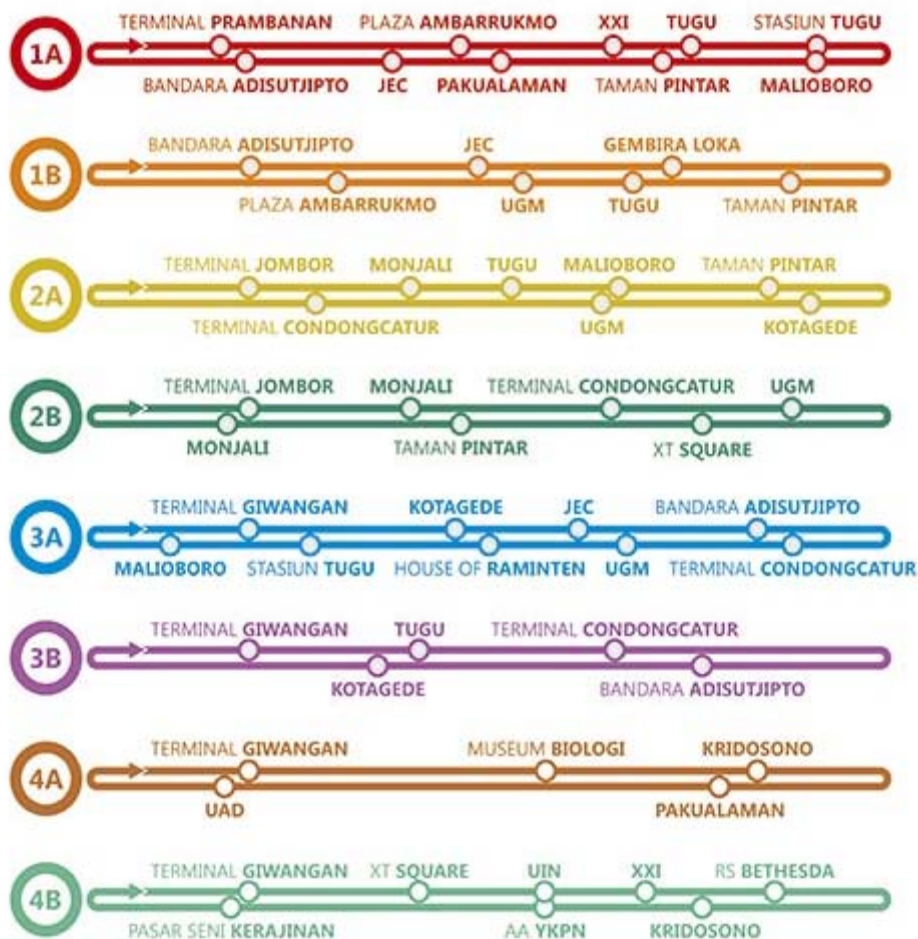 TERMINAL PRAMBANAN PLAZA AMBARRUKMO XXI TUGU STASIUN TUGU
1A
BANDARA ADISUTJIPTO JEC PAKUALAMAN TAMAN PINTAR MALIOBORO
BANDARA ADISUTJIPTO JEC GEMBIRA LOKA
1B
PLAZA AMBARRUKMO UGM TUGU TAMAN PINTAR
TERMINAL JOMBOR MONJALI TUGU MALIOBORO TAMAN PINTAR
2A
TERMINAL CONDONGCATUR UGM KOTAGEDE
TERMINAL JOMBOR MONJALI TERMINAL CONDONGCATUR UGM
2B
MONJALI TAMAN PINTAR XT SQUARE
TERMINAL GIWANGAN KOTAGEDE JEC BANDARA ADISUTJIPTO
3A
MALIOBORO STASIUN TUGU HOUSE OF RAMINTEN UGM TERMINAL CONDONGCATUR
TERMINAL GIWANGAN TUGU TERMINAL CONDONGCATUR
3B
KOTAGEDE BANDARA ADISUTJIPTO
TERMINAL GIWANGAN MUSEUM BIOLOGI KRIDOSONO
4A
UAD PAKUALAMAN
TERMINAL GIWANGAN XT SQUARE UIN XXI RS BETHESDA
4B
PASAR SENI KERAJINAN AA YKPN KRIDOSONO